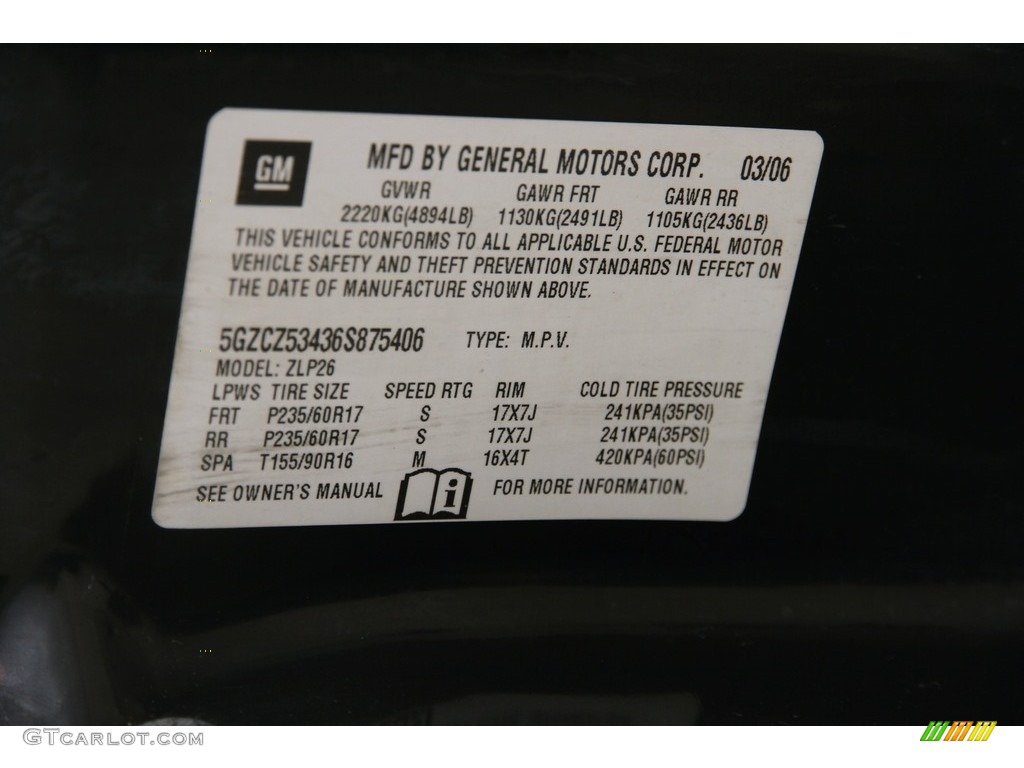 GM MFD BY GENERAL MOTORS CORP. 03/06
GVWR GAWR FRT GAWR RR
2220KG(4894LB) 1130KG(2491LB) 1105KG(2436LB)
THIS VEHICLE CONFORMS TO ALL APPLICABLE U.S. FEDERAL MOTOR
VEHICLE SAFETY AND THEFT PREVENTION STANDARDS IN EFFECT ON
THE DATE OF MANUFACTURE SHOWN ABOVE.
5GZCZ53436S875406 TYPE: M.P.V.
MODEL: ZLP26
LPWS TIRE SIZE SPEED RTG RIM COLD TIRE PRESSURE
FRT P235/60R17 S 17X7J 241KPA(35PSI)
RR P235/60R17 S 17X7J 241KPA(35PSI)
SPA T155/90R16 M 16X4T 420KPA(60PSI)
SEE OWNER'S MANUAL i FOR MORE INFORMATION.
GTCarlot.com